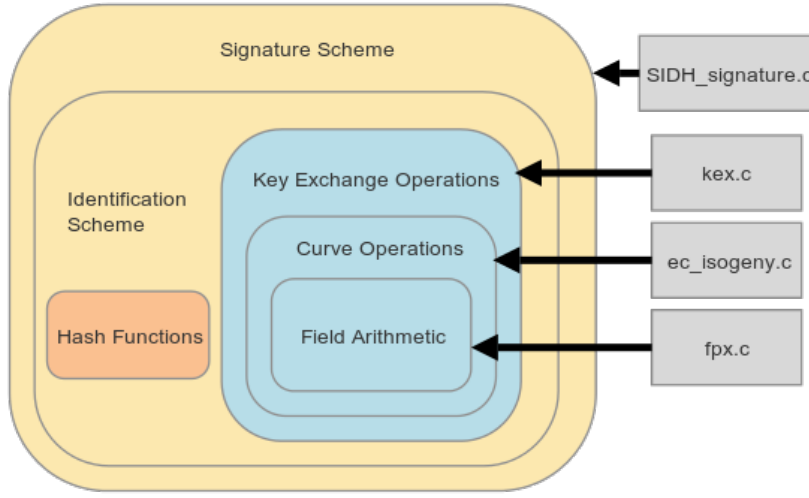 Signature Scheme
SIDH_signature.c
Key Exchange Operations
kex.c
Identification
Scheme
Curve Operations
ec_isogeny.c
Hash Functions
Field Arithmetic
fpx.c